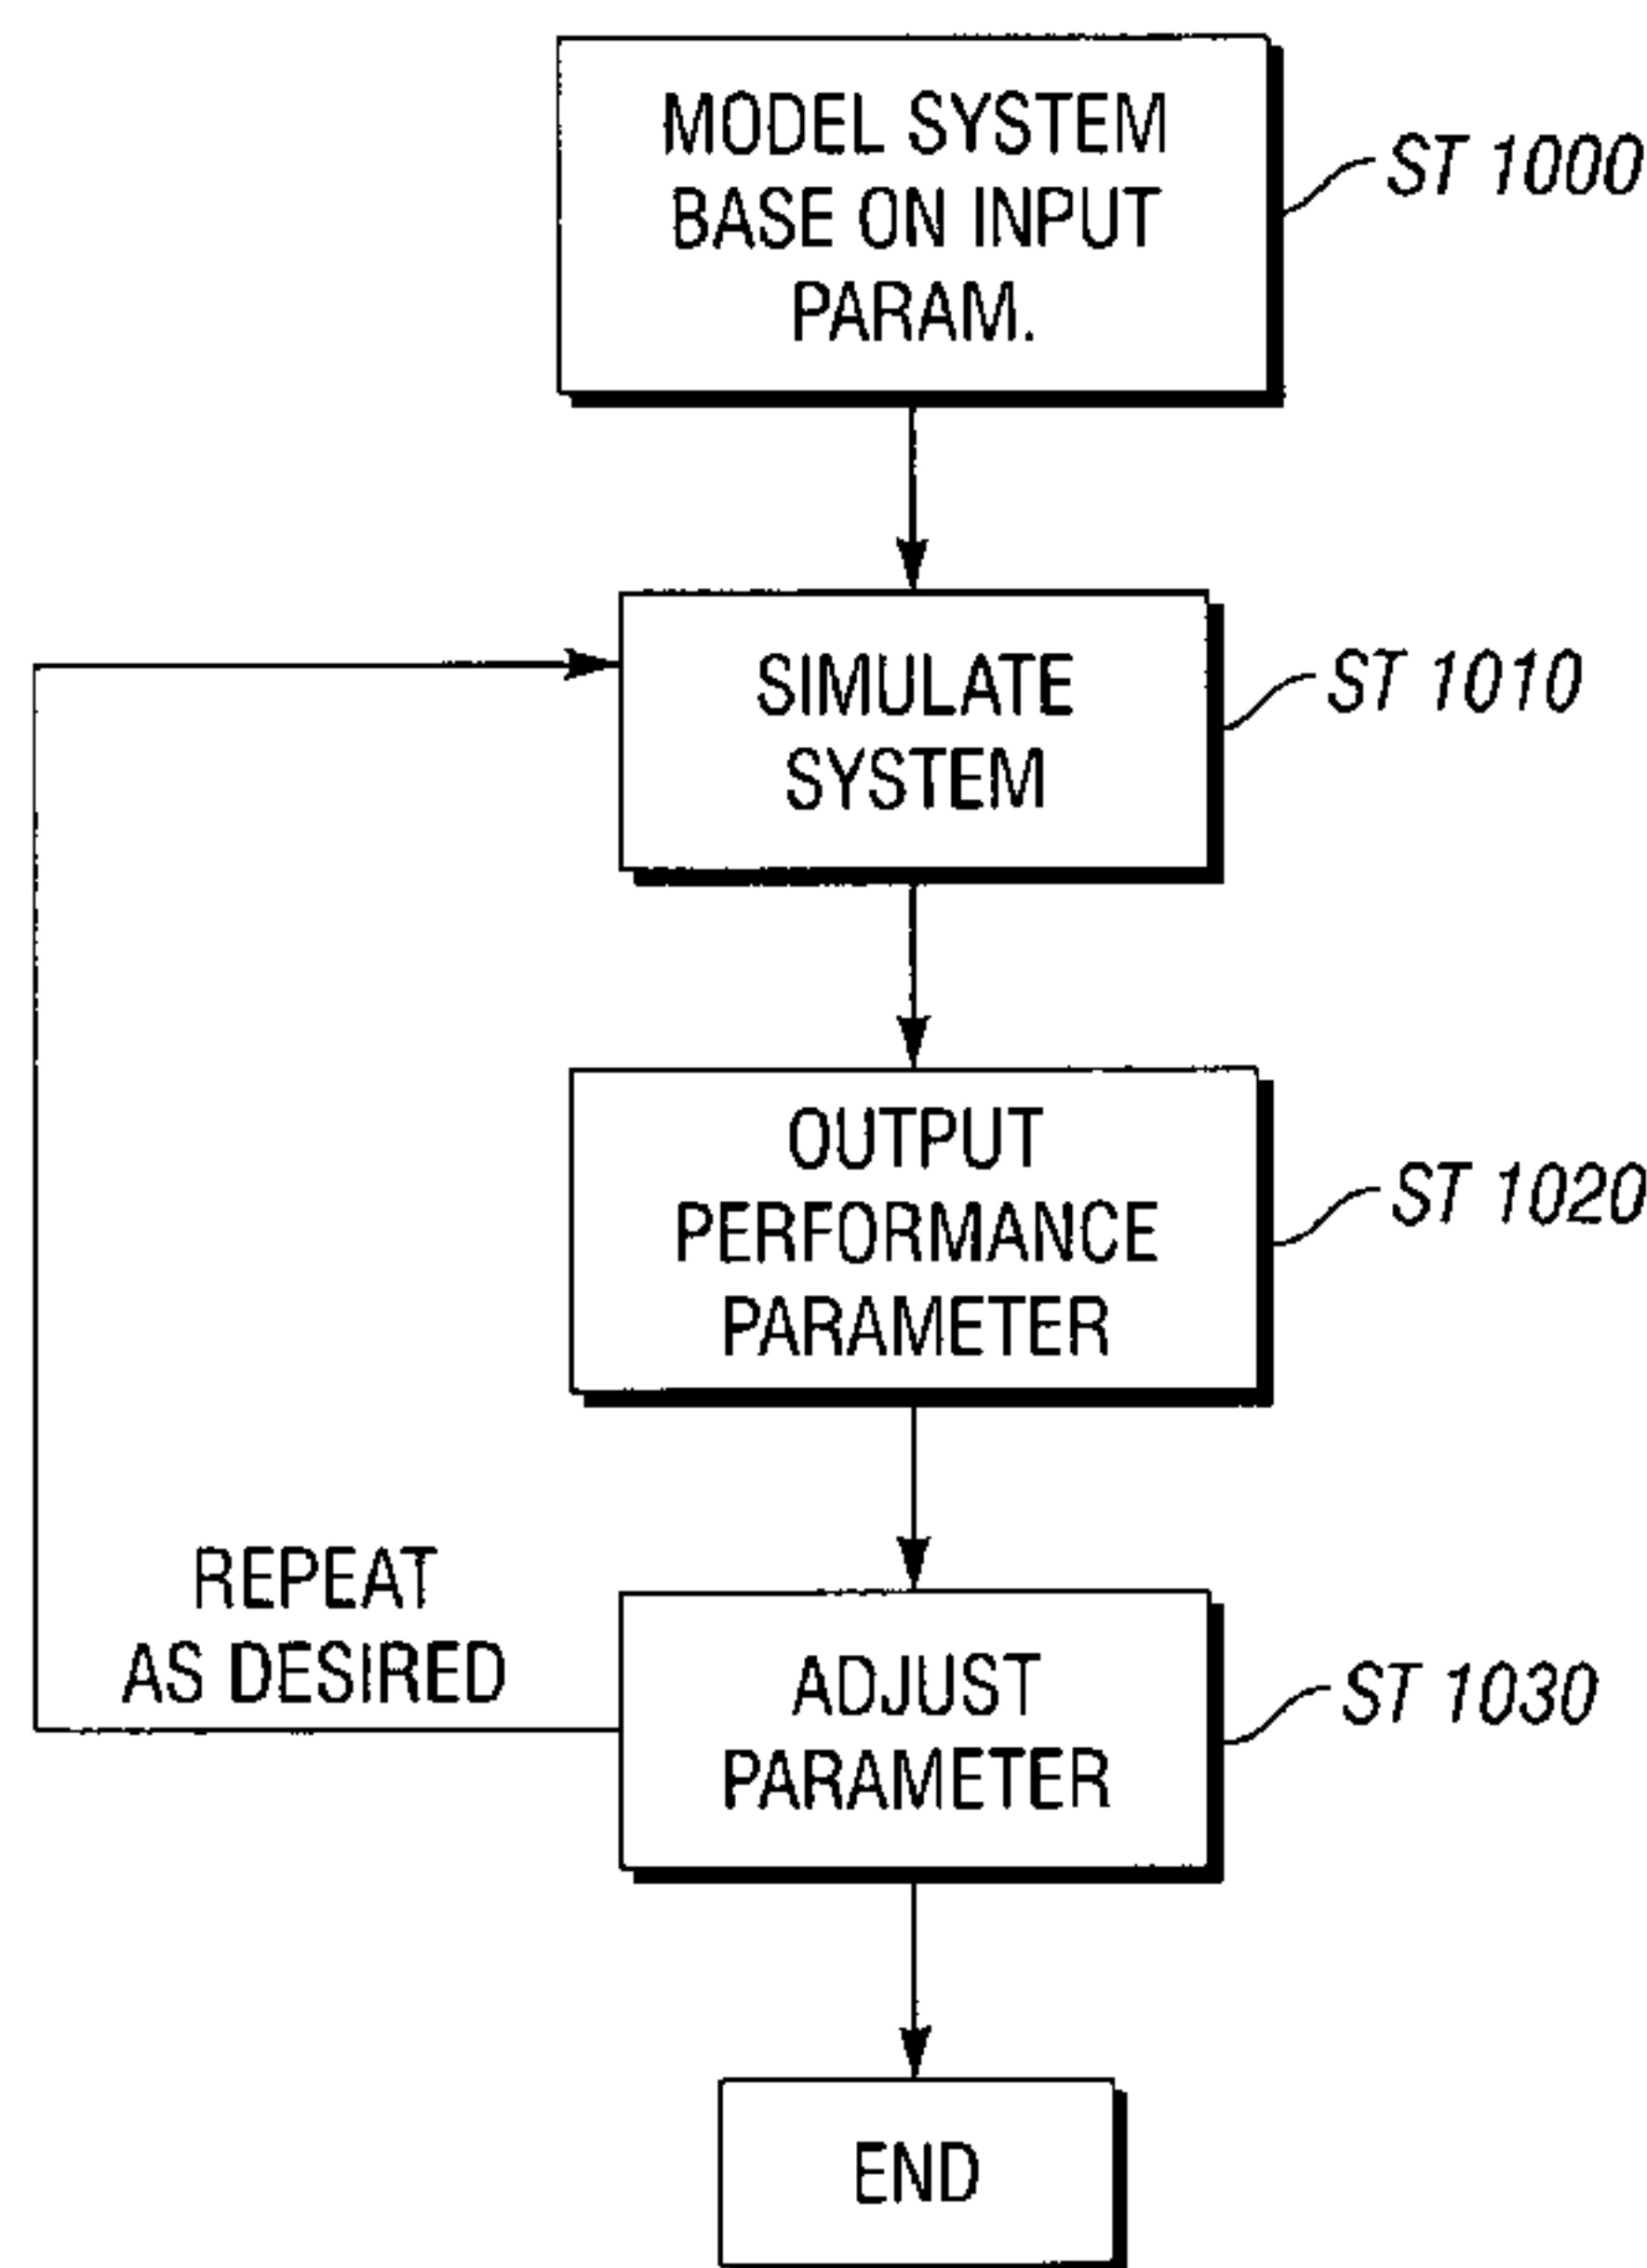 MODEL SYSTEM
BASE ON INPUT
PARAM.
ST 1000
SIMULATE
SYSTEM
ST 1010
OUTPUT
PERFORMANCE
PARAMETER
ST 1020
REPEAT
AS DESIRED
ADJUST
PARAMETER
ST 1030
END